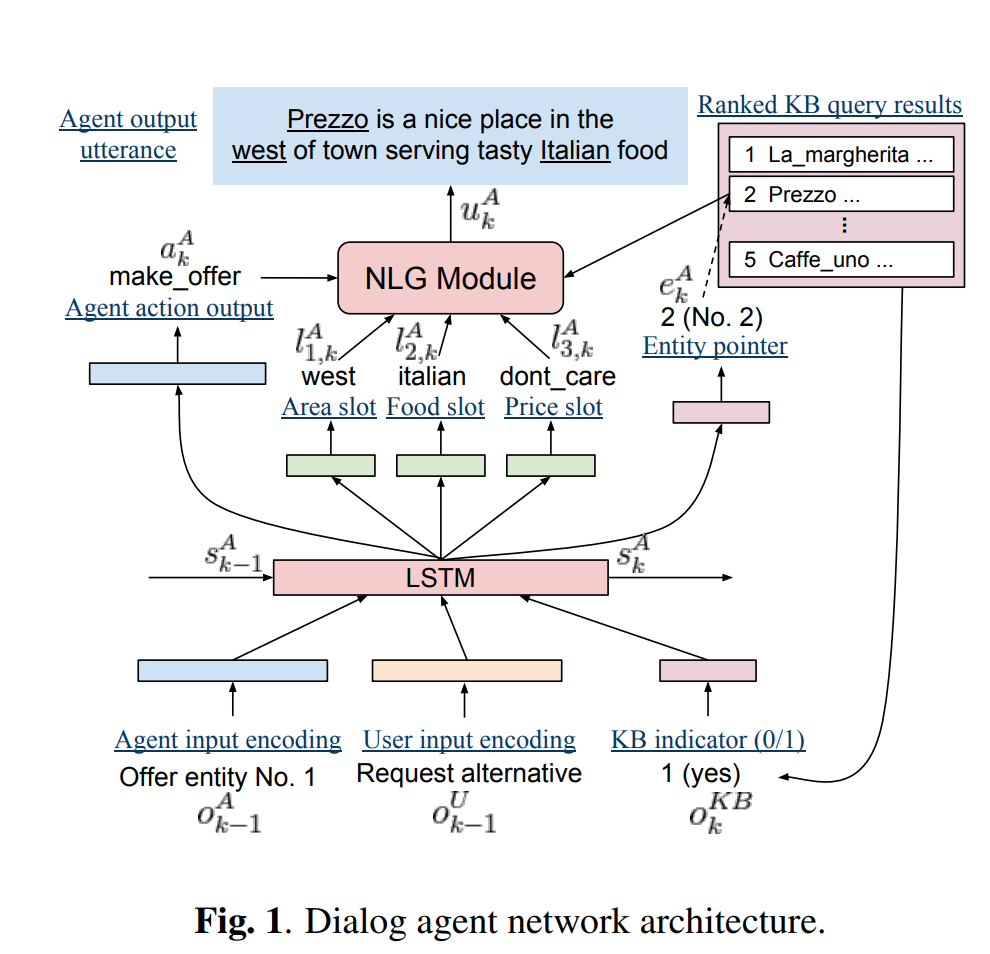 Agent output
utterance
Prezzo is a nice place in the
west of town serving tasty Italian food
Ranked KB query results
1 La_margherita ...
2 Prezzo ...
⋮
5 Caffe_uno ...
u_k^A
a_k^A
make_offer
Agent action output
NLG Module
e_k^A
2 (No. 2)
Entity pointer
l_{1,k}^A l_{2,k}^A l_{3,k}^A
west italian dont_care
Area slot Food slot Price slot
s_{k-1}^A
LSTM
s_k^A
Agent input encoding User input encoding KB indicator (0/1)
Offer entity No. 1 Request alternative 1 (yes)
o_{k-1}^A o_{k-1}^U o_k^{KB}
Fig. 1. Dialog agent network architecture.